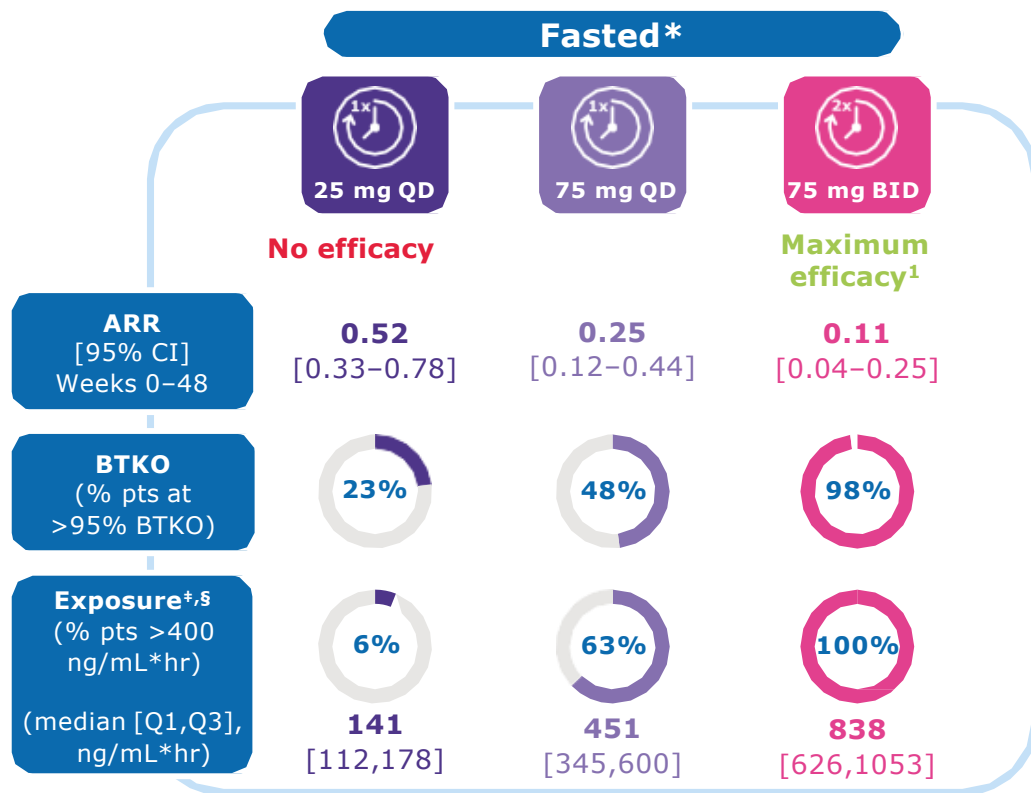 Fasted*
1x
25 mg QD
1x
75 mg QD
2x
75 mg BID
No efficacy
Maximum
efficacy¹
ARR
[95% CI]
Weeks 0–48
0.52
[0.33–0.78]
0.25
[0.12–0.44]
0.11
[0.04–0.25]
BTKO
(% pts at
>95% BTKO)
23%
48%
98%
Exposure‡,§
(% pts >400
ng/mL*hr)
(median [Q1,Q3],
ng/mL*hr)
6%
63%
100%
141
[112,178]
451
[345,600]
838
[626,1053]